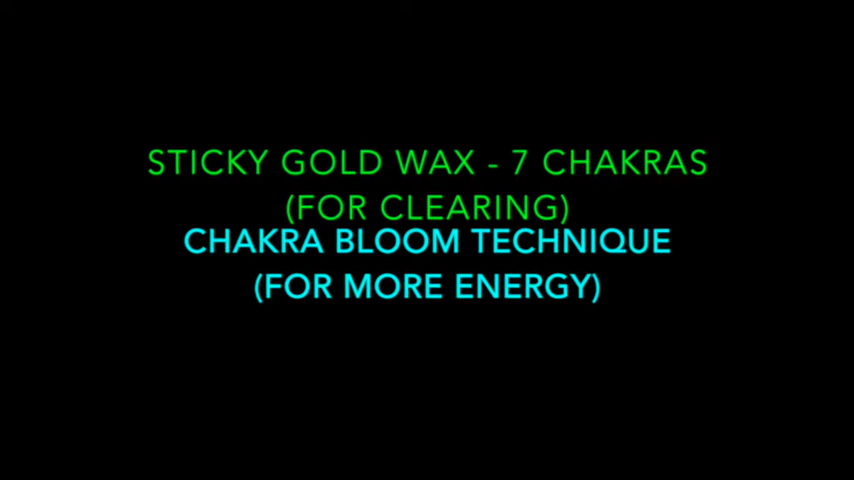 STICKY GOLD WAX - 7 CHAKRAS
(FOR CLEARING)
CHAKRA BLOOM TECHNIQUE
(FOR MORE ENERGY)